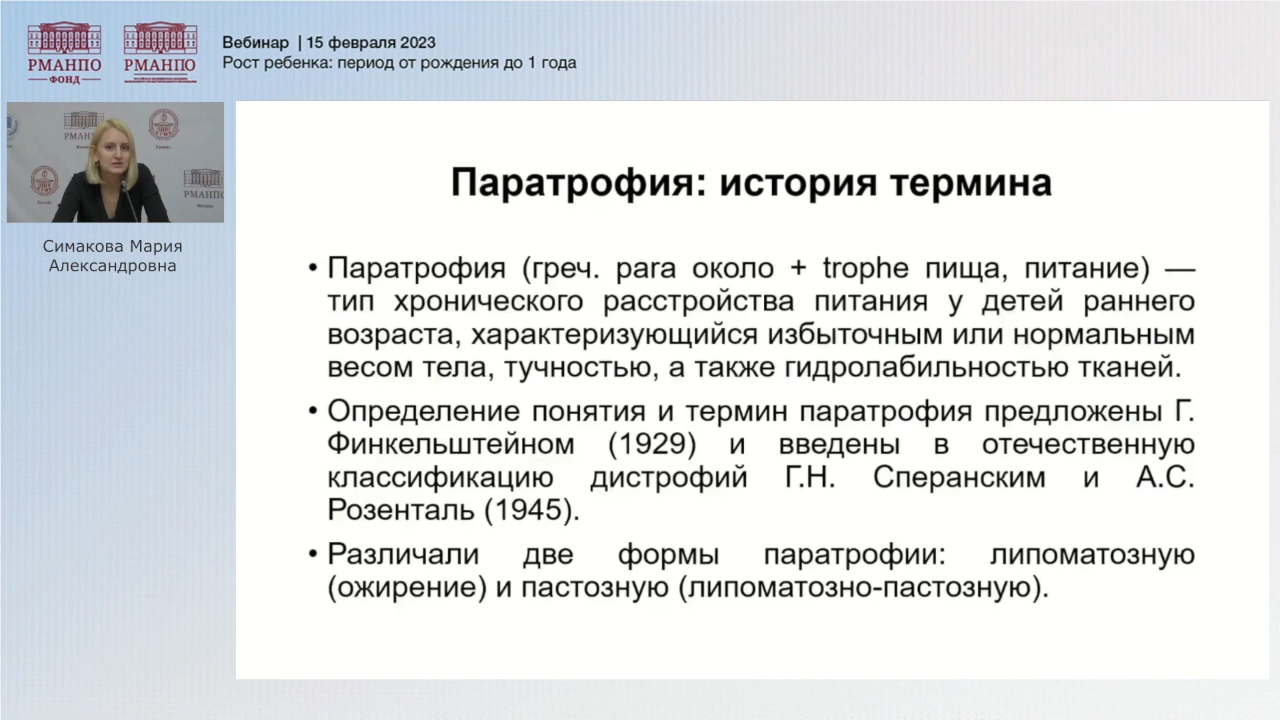 РМАНПО
ФОНД
РМАНПО
Вебинар | 15 февраля 2023
Рост ребенка: период от рождения до 1 года
РМАНПО
Симакова Мария
Александровна
Паратрофия: история термина
• Паратрофия (греч. para около + trophe пища, питание) —
тип хронического расстройства питания у детей раннего
возраста, характеризующийся избыточным или нормальным
весом тела, тучностью, а также гидролабильностью тканей.
• Определение понятия и термин паратрофия предложены Г.
Финкельштейном (1929) и введены в отечественную
классификацию дистрофий Г.Н. Сперанским и А.С.
Розенталь (1945).
• Различали две формы паратрофии: липоматозную
(ожирение) и пастозную (липоматозно-пастозную).